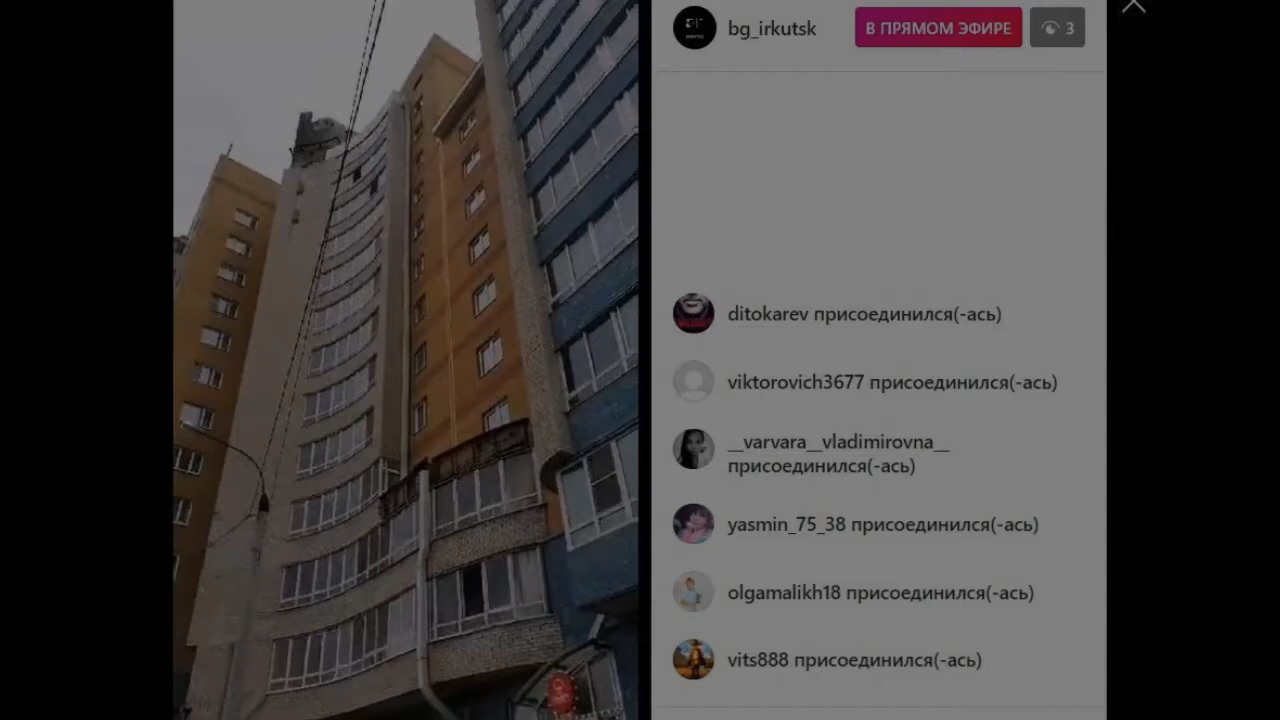 bg_irkutsk
В ПРЯМОМ ЭФИРЕ
3
ditokarev присоединился(-ась)
viktorovich3677 присоединился(-ась)
__varvara__vladimirovna__
присоединился(-ась)
yasmin_75_38 присоединился(-ась)
olgamalikh18 присоединился(-ась)
vits888 присоединился(-ась)